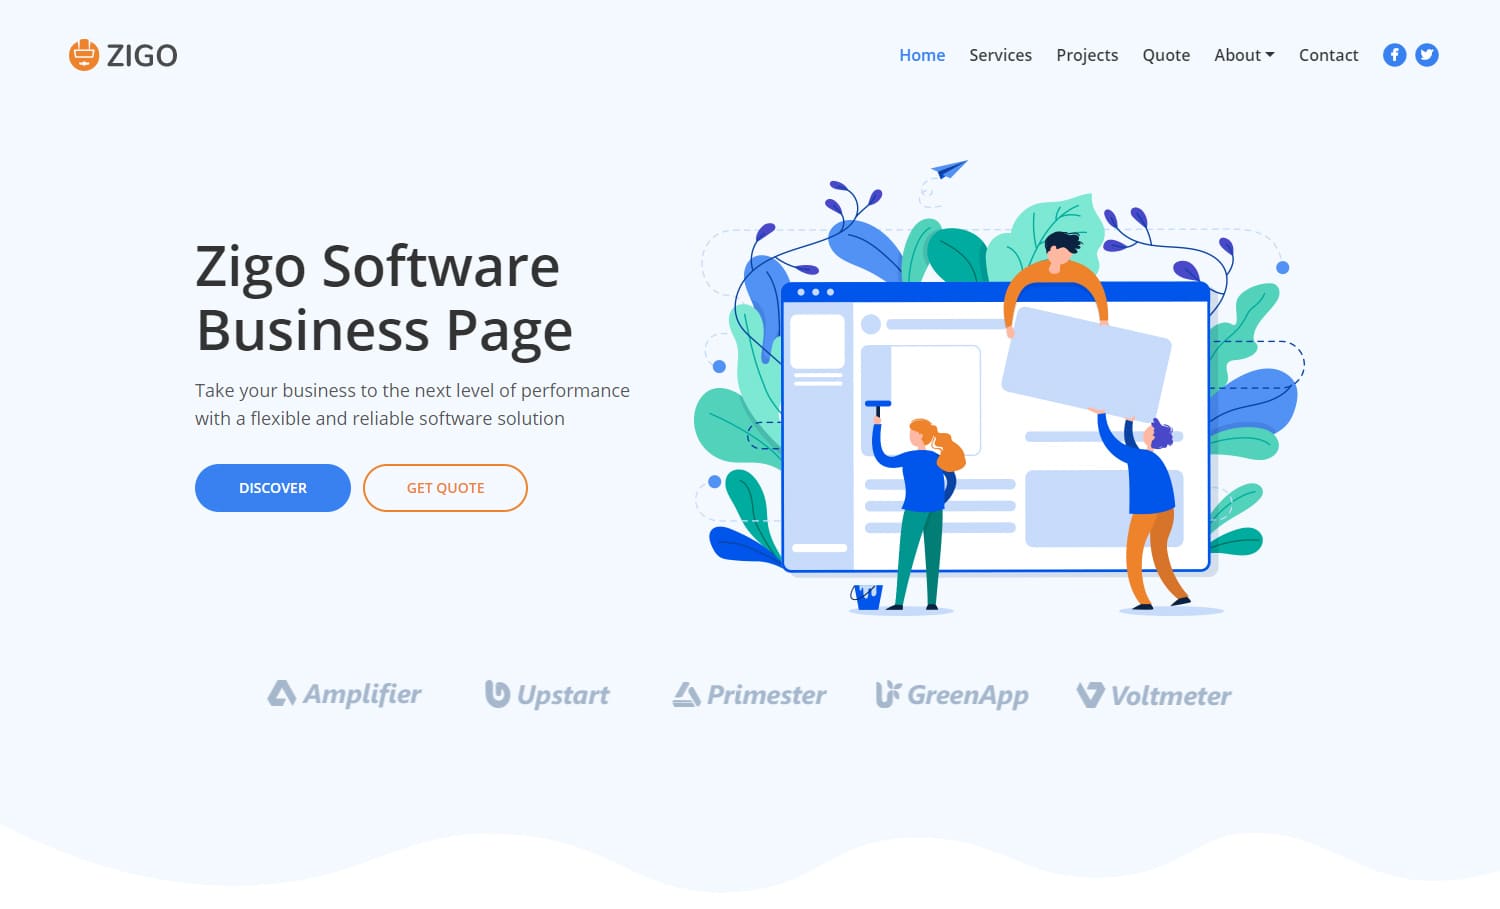 ZIGO
Home Services Projects Quote About Contact
Zigo Software
Business Page
Take your business to the next level of performance
with a flexible and reliable software solution
DISCOVER GET QUOTE
Amplifier Upstart Primester GreenApp Voltmeter